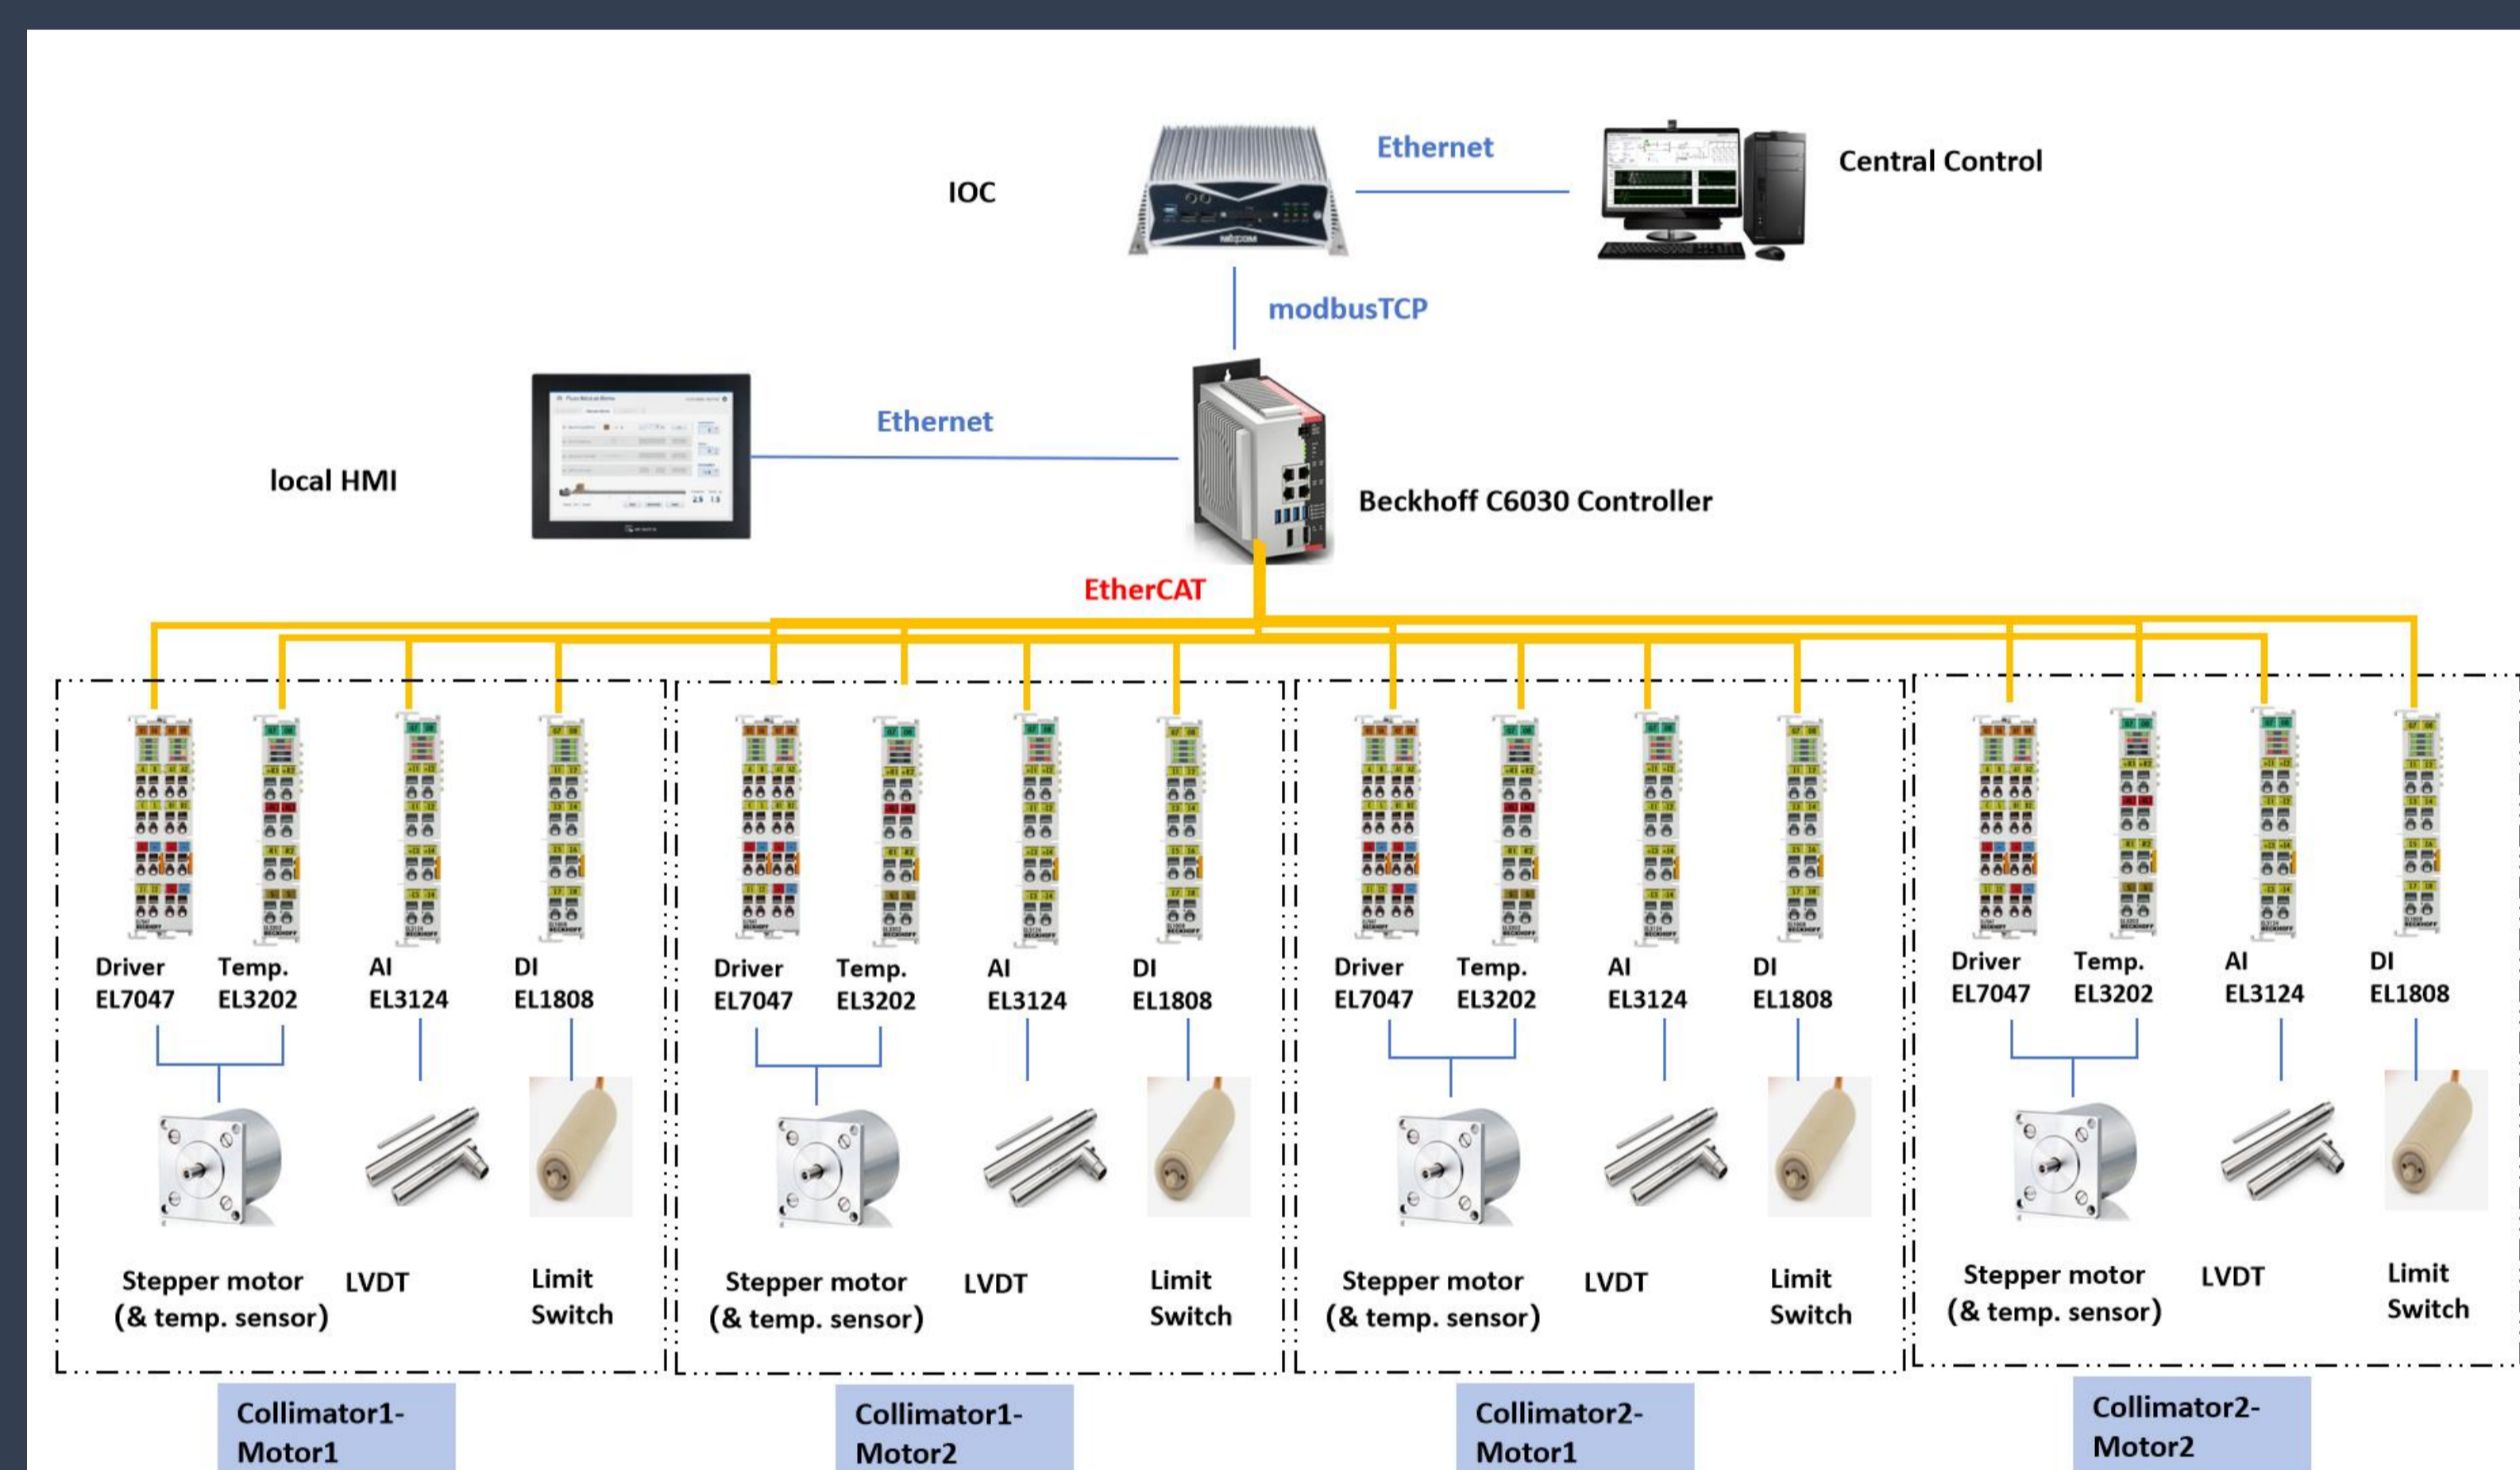 Ethernet
Central Control
IOC
modbusTCP
Ethernet
local HMI
Beckhoff C6030 Controller
EtherCAT
Driver
EL7047
Temp.
EL3202
AI
EL3124
DI
EL1808
Driver
EL7047
Temp.
EL3202
AI
EL3124
DI
EL1808
Driver
EL7047
Temp.
EL3202
AI
EL3124
DI
EL1808
Driver
EL7047
Temp.
EL3202
AI
EL3124
DI
EL1808
Stepper motor
(& temp. sensor)
LVDT
Limit
Switch
Stepper motor
(& temp. sensor)
LVDT
Limit
Switch
Stepper motor
(& temp. sensor)
LVDT
Limit
Switch
Stepper motor
(& temp. sensor)
LVDT
Limit
Switch
Collimator1-
Motor1
Collimator1-
Motor2
Collimator2-
Motor1
Collimator2-
Motor2